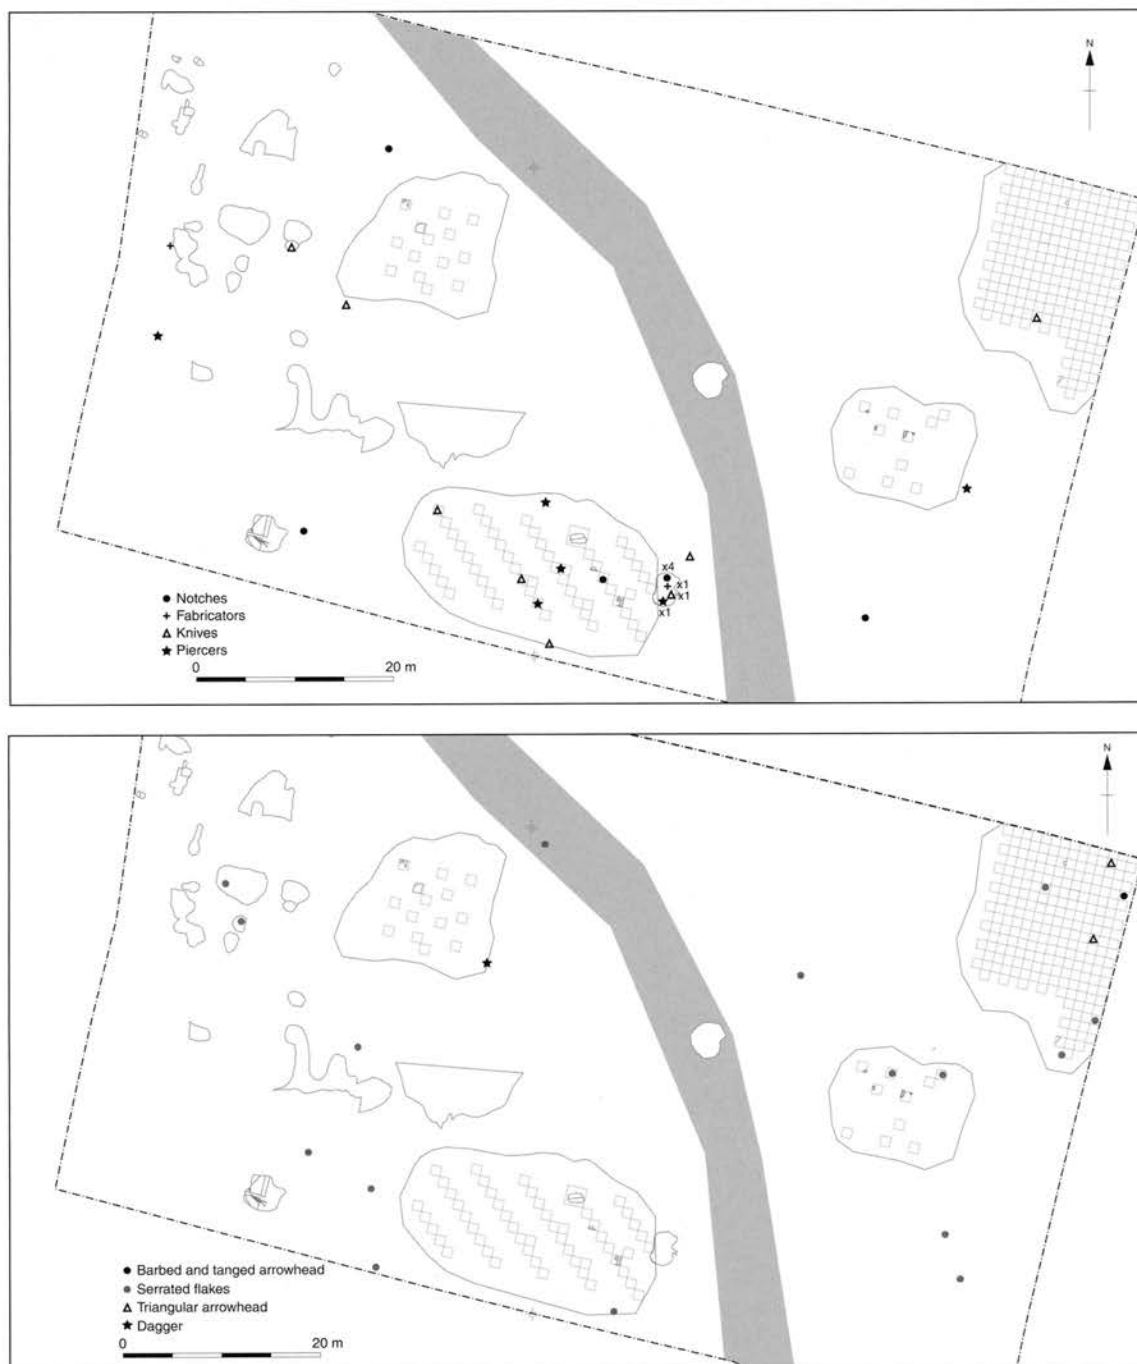 N
x4
x1
x1
x1
Notches
Fabricators
Knives
Piercers
0 20 m
N
Barbed and tanged arrowhead
Serrated flakes
Triangular arrowhead
Dagger
0 20 m